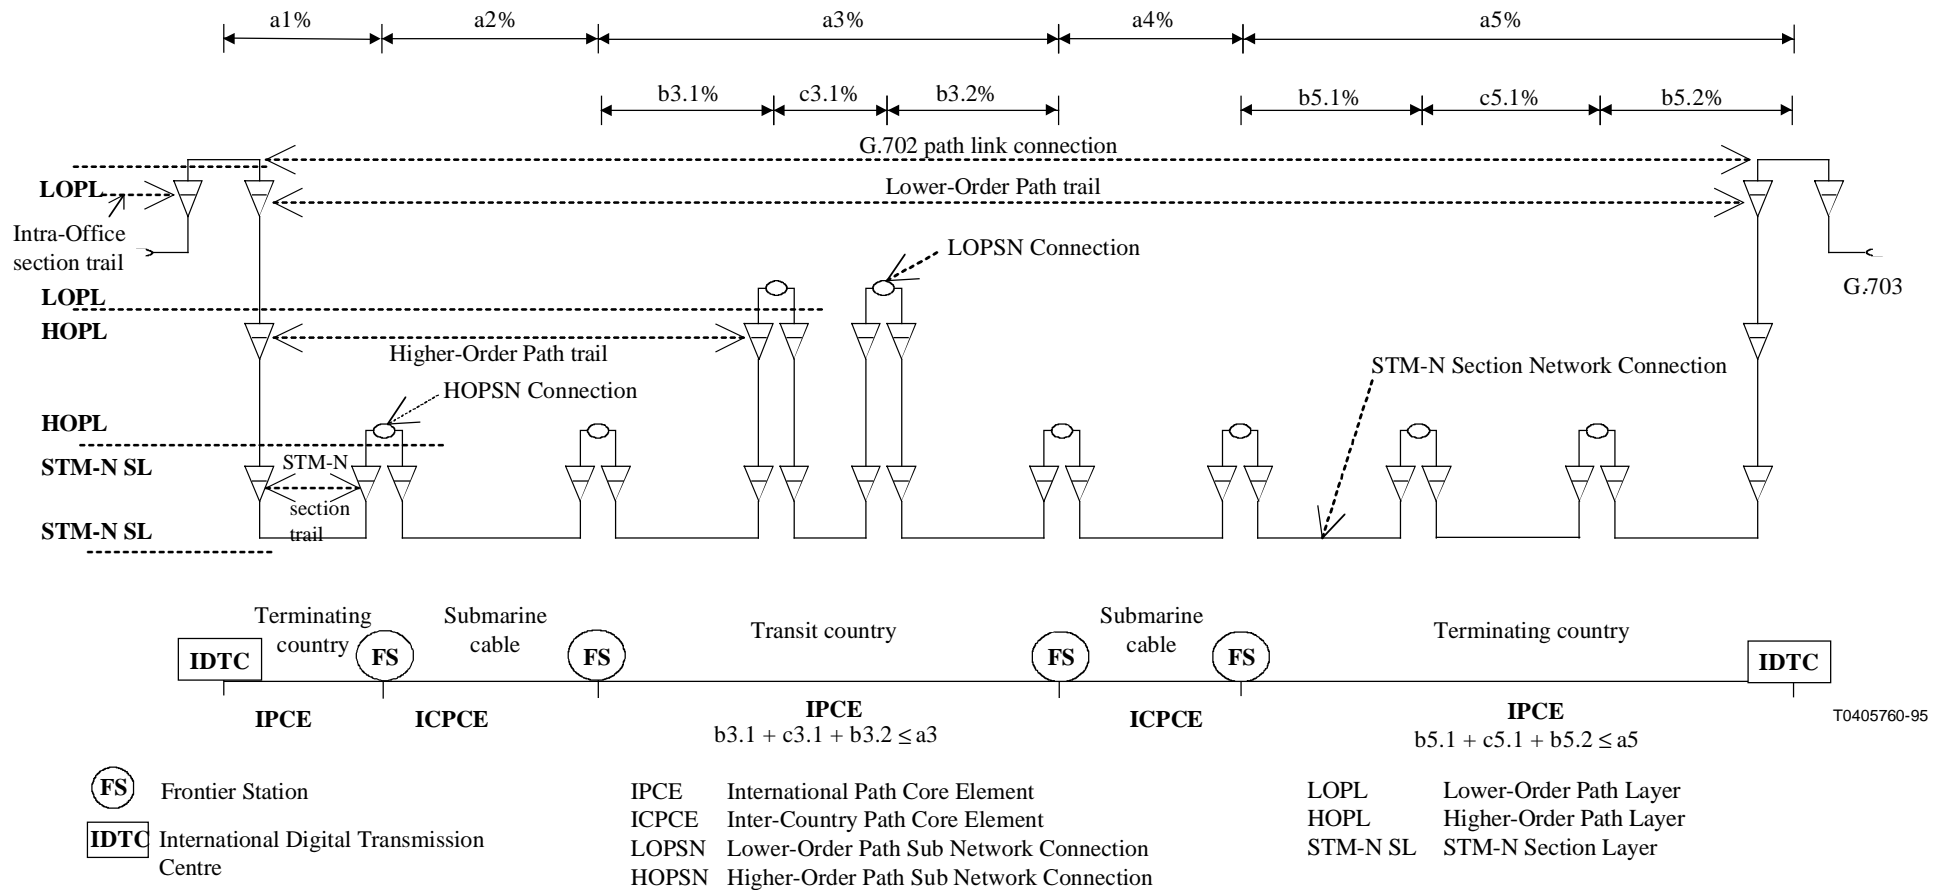 a1% a2% a3% a4% a5%
b3.1% c3.1% b3.2% b5.1% c5.1% b5.2%
G.702 path link connection
LOPL
Lower-Order Path trail
Intra-Office
section trail
LOPSN Connection
G.703
LOPL
HOPL
Higher-Order Path trail
STM-N Section Network Connection
HOPSN Connection
HOPL
STM-N SL
STM-N
section
trail
STM-N SL
Terminating
country
Submarine
cable
Transit country
Submarine
cable
Terminating country
IDTC FS FS FS FS IDTC
IPCE ICPCE IPCE ICPCE IPCE
b3.1 + c3.1 + b3.2 ≤ a3
b5.1 + c5.1 + b5.2 ≤ a5
T0405760-95
FS Frontier Station
IDTC International Digital Transmission
Centre
IPCE International Path Core Element
ICPCE Inter-Country Path Core Element
LOPSN Lower-Order Path Sub Network Connection
HOPSN Higher-Order Path Sub Network Connection
LOPL Lower-Order Path Layer
HOPL Higher-Order Path Layer
STM-N SL STM-N Section Layer